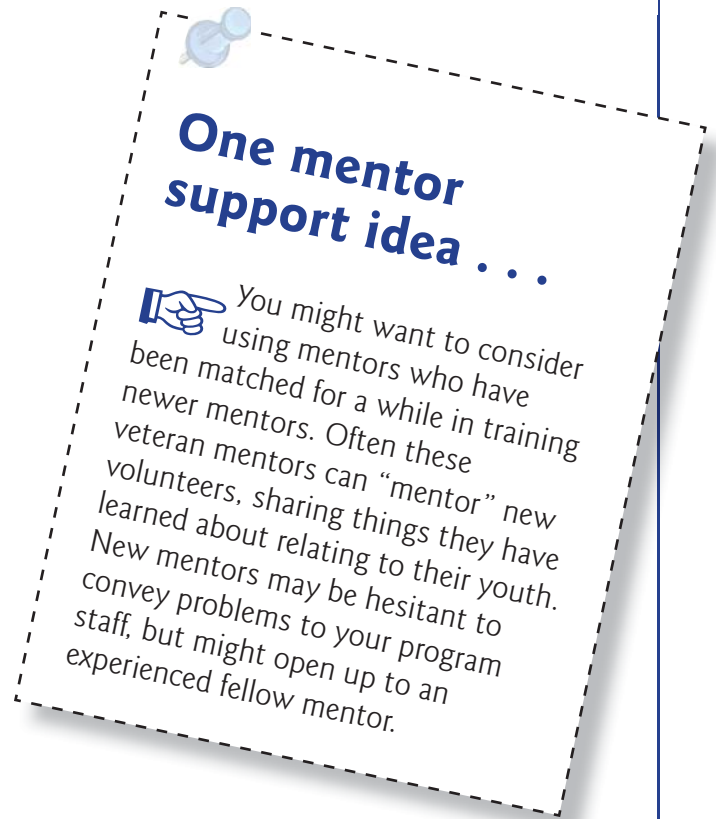 One mentor
support idea . . .
You might want to consider
using mentors who have
been matched for a while in training
newer mentors. Often these
veteran mentors can “mentor” new
volunteers, sharing things they have
learned about relating to their youth.
New mentors may be hesitant to
convey problems to your program
staff, but might open up to an
experienced fellow mentor.